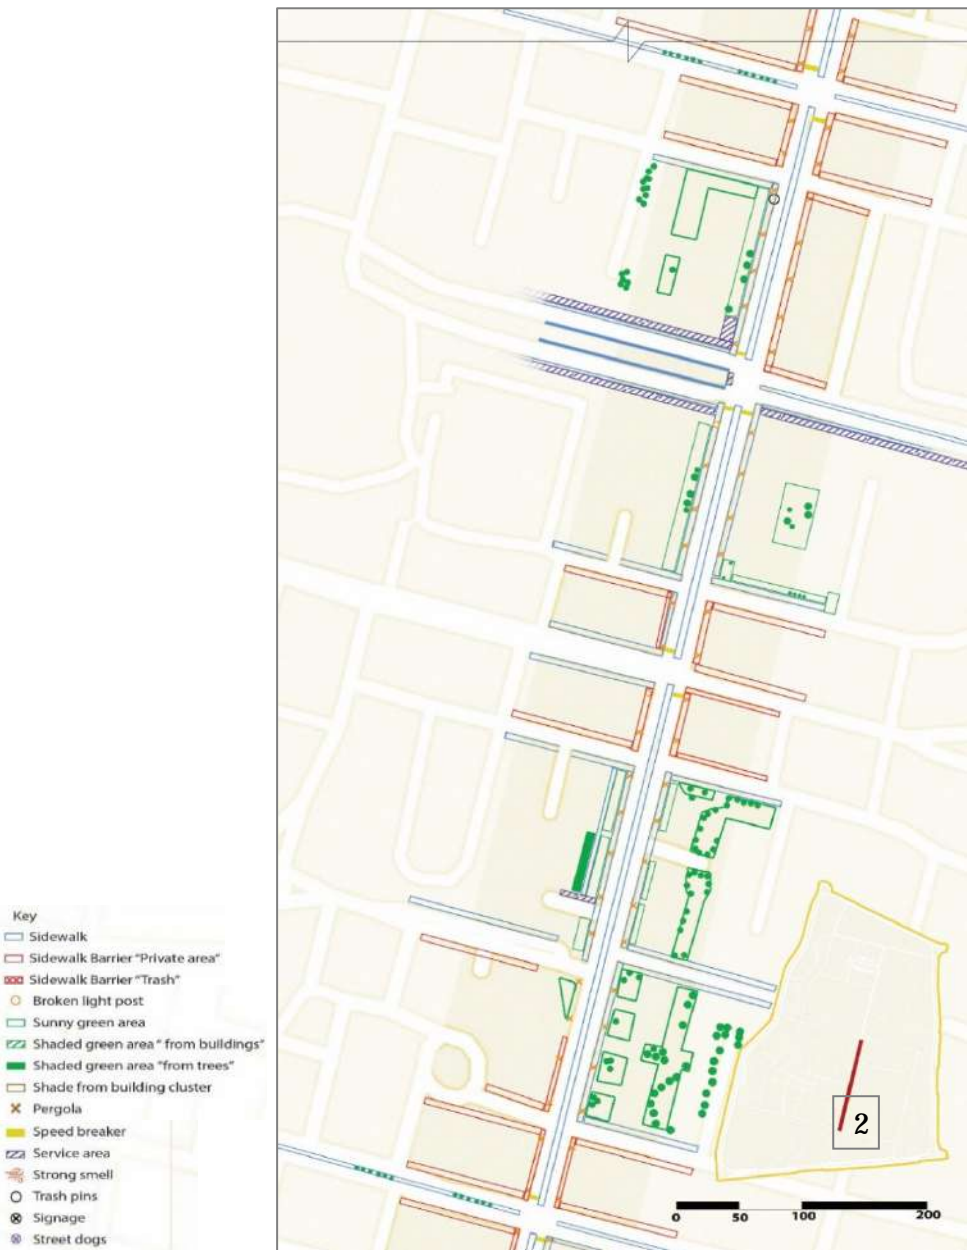 Key
Sidewalk
Sidewalk Barrier "Private area"
Sidewalk Barrier "Trash"
Broken light post
Sunny green area
Shaded green area " from buildings"
Shaded green area "from trees"
Shade from building cluster
Pergola
Speed breaker
Service area
Strong smell
Trash pins
Signage
Street dogs
2
0 50 100 200